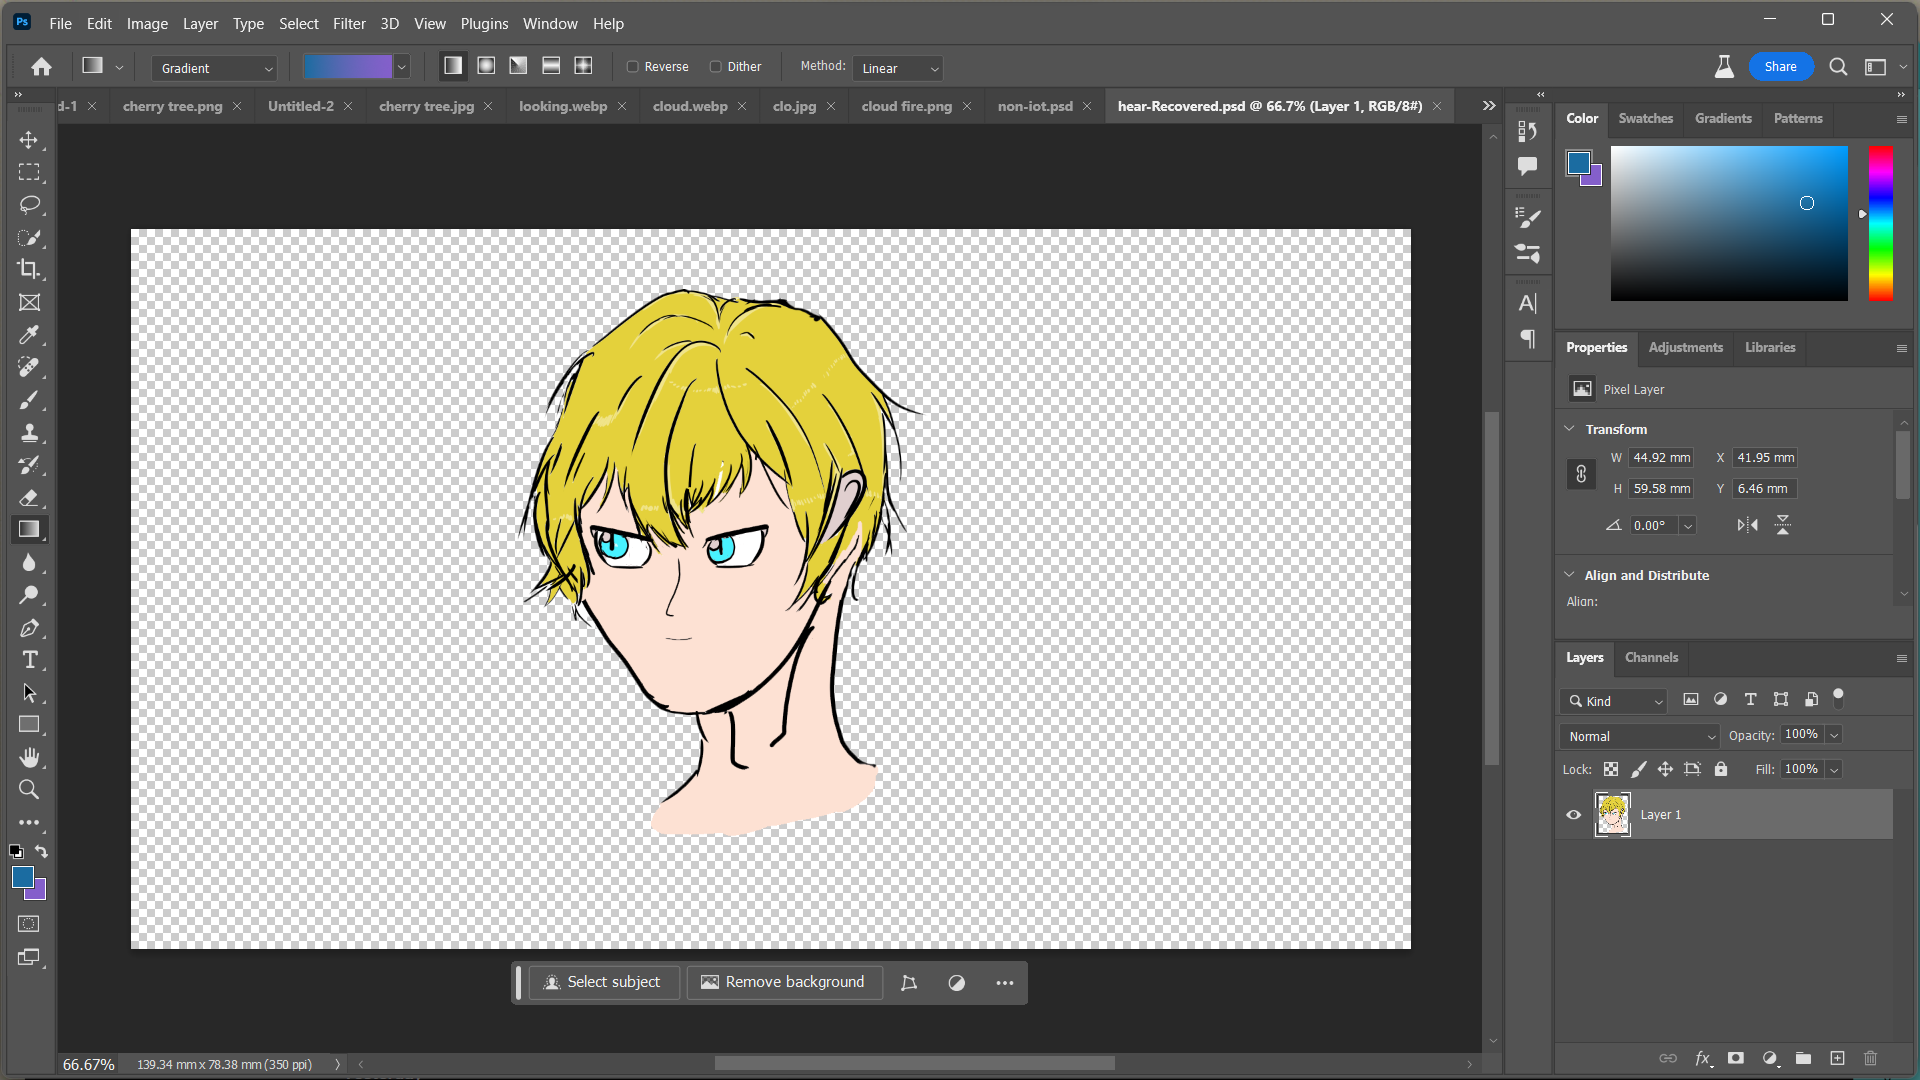 Ps File Edit Image Layer Type Select Filter 3D View Plugins Window Help
Gradient Reverse Dither Method: Linear Share
d-1 cherry tree.png Untitled-2 cherry tree.jpg looking.webp cloud.webp clo.jpg cloud fire.png non-iot.psd hear-Recovered.psd @ 66.7% (Layer 1, RGB/8#)
Color Swatches Gradients Patterns
Properties Adjustments Libraries
Pixel Layer
Transform
W 44.92 mm X 41.95 mm
H 59.58 mm Y 6.46 mm
0.00°
Align and Distribute
Align:
Layers Channels
Kind
Normal Opacity: 100%
Lock: Fill: 100%
Layer 1
Select subject Remove background
66.67% 139.34 mm x 78.38 mm (350 ppi)
fx